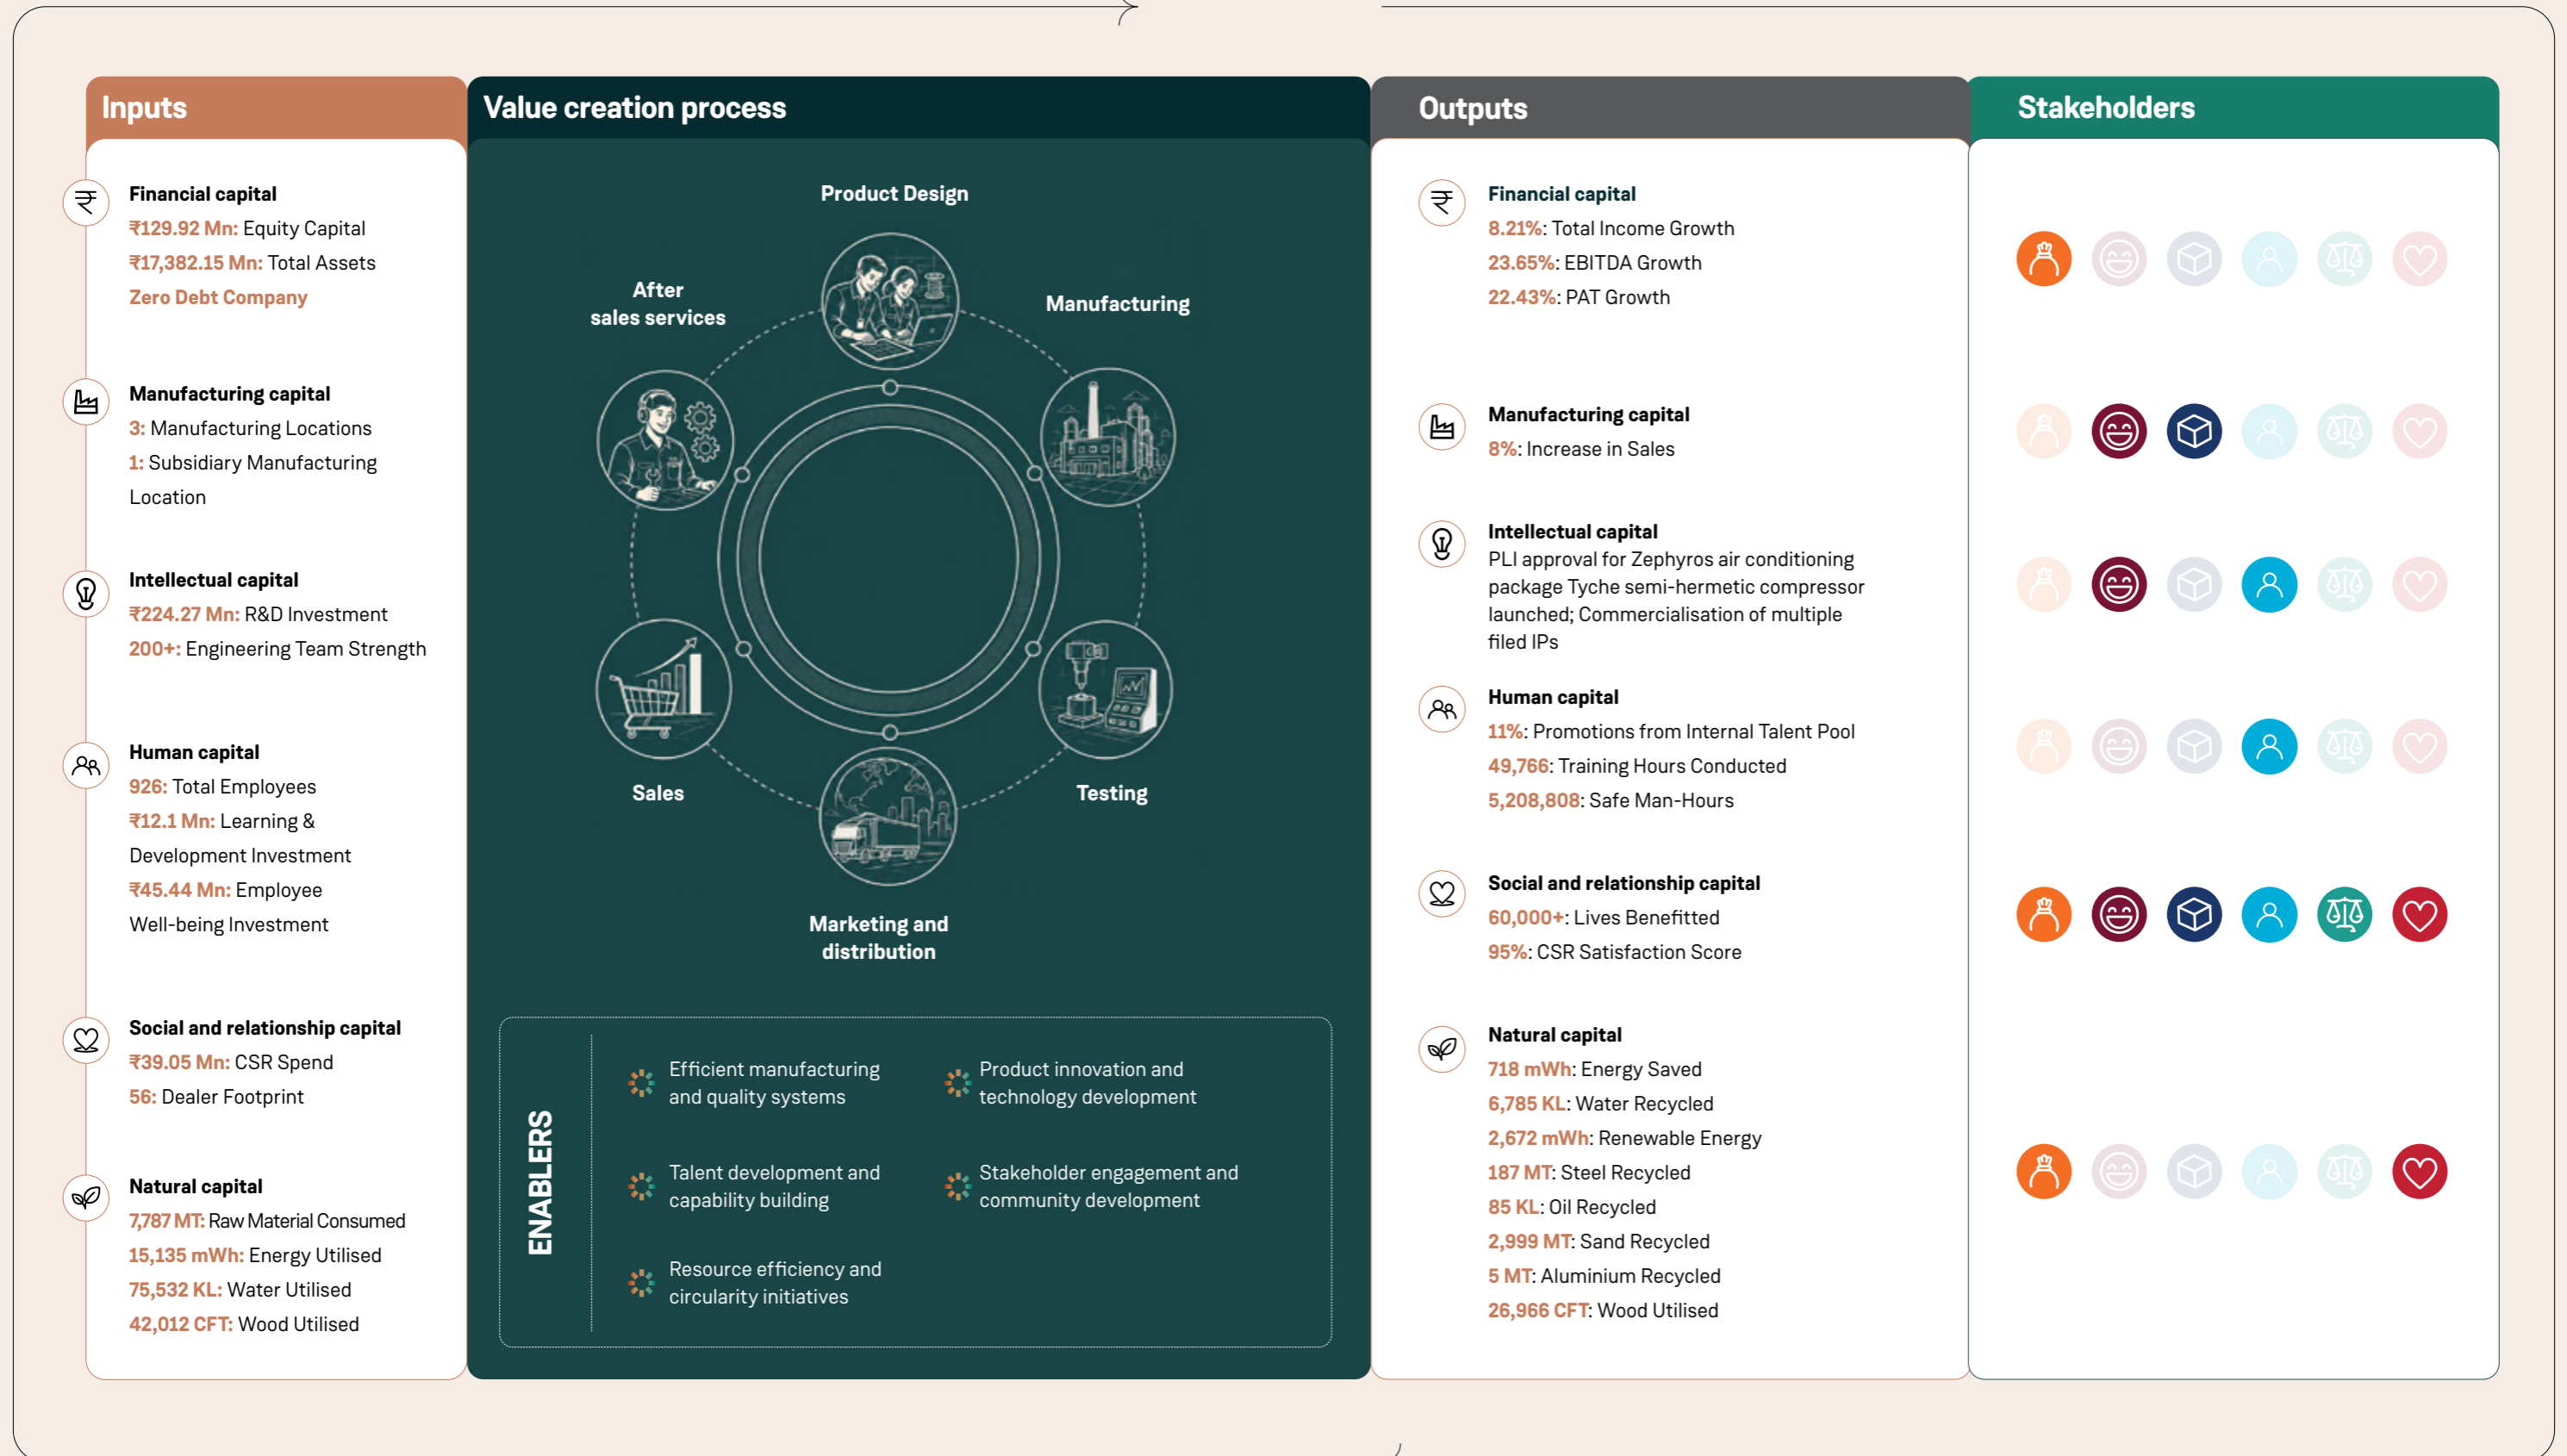 Inputs
Financial capital
₹129.92 Mn: Equity Capital
₹17,382.15 Mn: Total Assets
Zero Debt Company
Manufacturing capital
3: Manufacturing Locations
1: Subsidiary Manufacturing
Location
Intellectual capital
₹224.27 Mn: R&D Investment
200+: Engineering Team Strength
Human capital
926: Total Employees
₹12.1 Mn: Learning &
Development Investment
₹45.44 Mn: Employee
Well-being Investment
Social and relationship capital
₹39.05 Mn: CSR Spend
56: Dealer Footprint
Natural capital
7,787 MT: Raw Material Consumed
15,135 mWh: Energy Utilised
75,532 KL: Water Utilised
42,012 CFT: Wood Utilised
Value creation process
Product Design
Manufacturing
Testing
Marketing and
distribution
Sales
After
sales services
ENABLERS
Efficient manufacturing
and quality systems
Product innovation and
technology development
Talent development and
capability building
Stakeholder engagement and
community development
Resource efficiency and
circularity initiatives
Outputs
Financial capital
8.21%: Total Income Growth
23.65%: EBITDA Growth
22.43%: PAT Growth
Manufacturing capital
8%: Increase in Sales
Intellectual capital
PLI approval for Zephyros air conditioning
package Tyche semi-hermetic compressor
launched; Commercialisation of multiple
filed IPs
Human capital
11%: Promotions from Internal Talent Pool
49,766: Training Hours Conducted
5,208,808: Safe Man-Hours
Social and relationship capital
60,000+: Lives Benefitted
95%: CSR Satisfaction Score
Natural capital
718 mWh: Energy Saved
6,785 KL: Water Recycled
2,672 mWh: Renewable Energy
187 MT: Steel Recycled
85 KL: Oil Recycled
2,999 MT: Sand Recycled
5 MT: Aluminium Recycled
26,966 CFT: Wood Utilised
Stakeholders